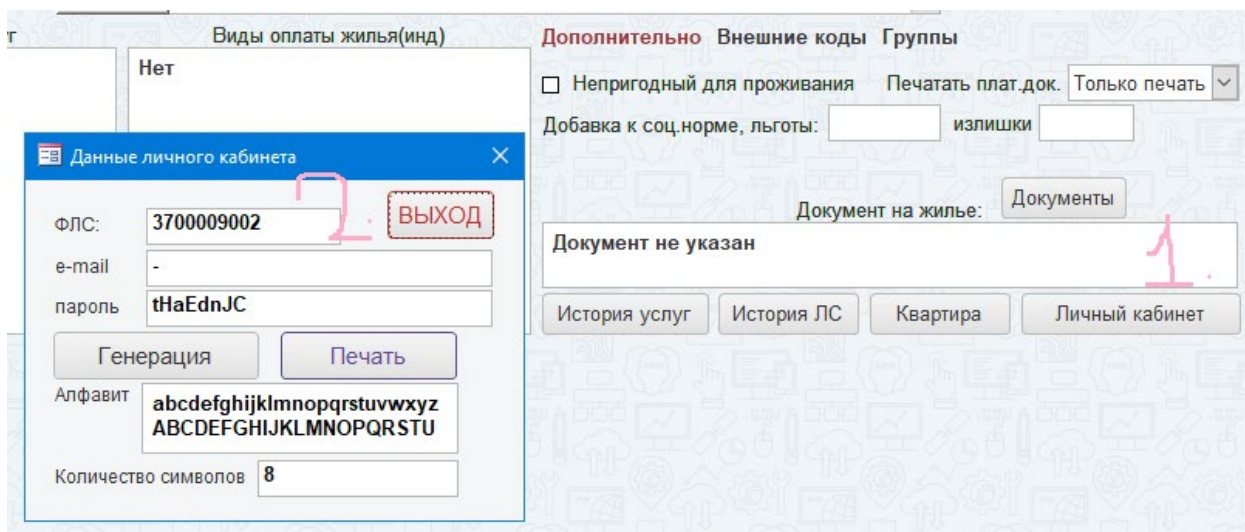 г
Виды оплаты жилья(инд)
Нет
Дополнительно Внешние коды Группы
Непригодный для проживания Печатать плат.док. Только печать
Добавка к соц.норме, льготы: излишки
Документ на жилье: Документы
Документ не указан
1.
История услуг История ЛС Квартира Личный кабинет
Данные личного кабинета
2.
ФЛС: 3700009002 ВЫХОД
e-mail -
пароль tHaEdnJC
Генерация Печать
Алфавит abcdefghijklmnopqrstuvwxyz
ABCDEFGHIJKLMNOPQRSTU
Количество символов 8